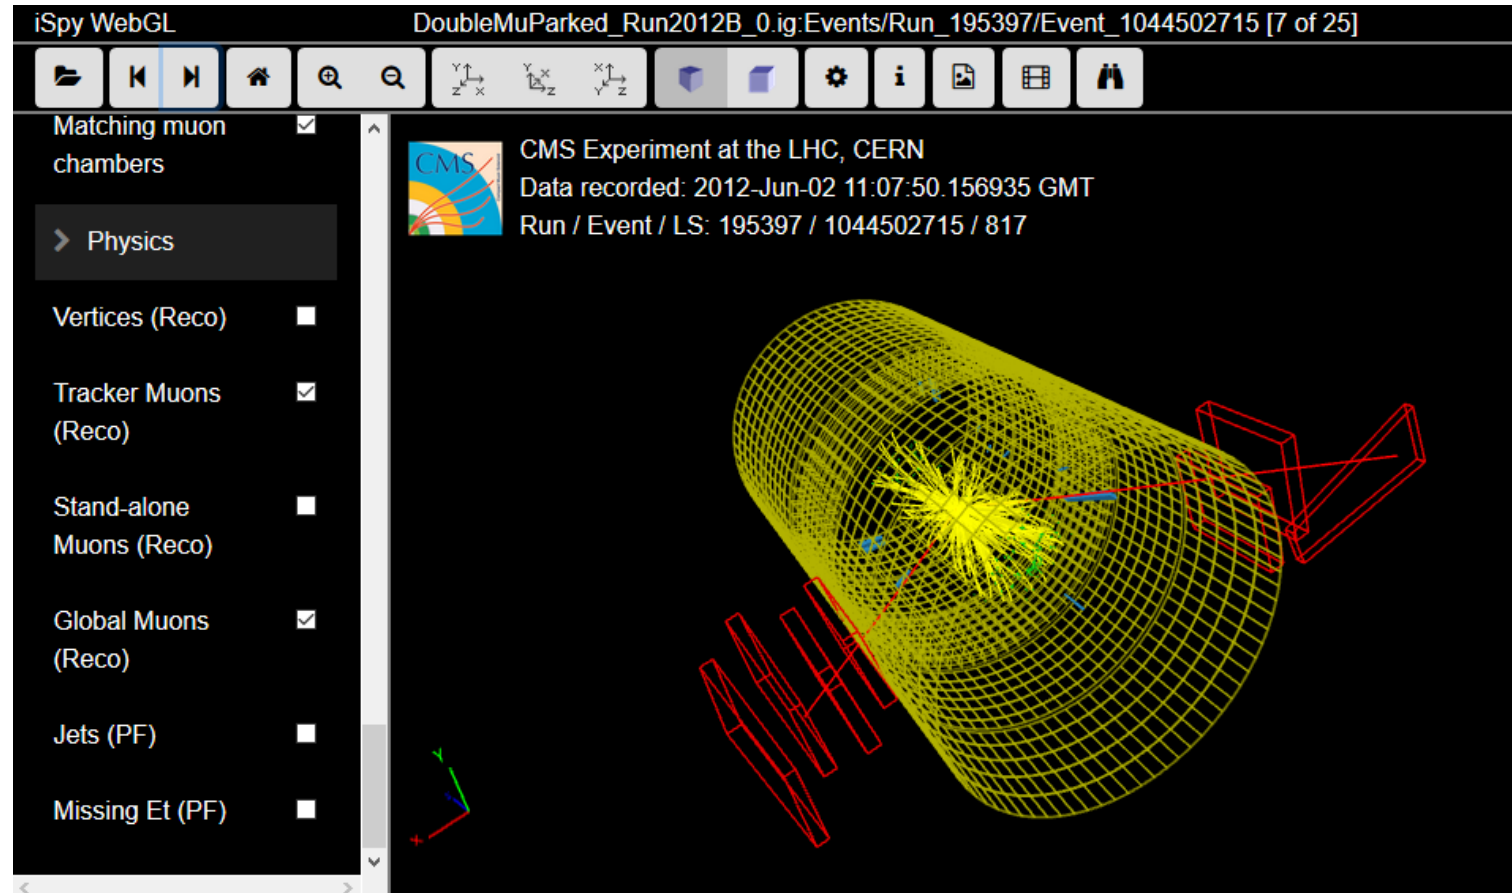 iSpy WebGL
DoubleMuParked_Run2012B_0.ig:Events/Run_195397/Event_1044502715 [7 of 25]
Y
Z X
Y X
Z
X
Y Z
i
Matching muon
chambers
Physics
Vertices (Reco)
Tracker Muons
(Reco)
Stand-alone
Muons (Reco)
Global Muons
(Reco)
Jets (PF)
Missing Et (PF)
CMS
CMS Experiment at the LHC, CERN
Data recorded: 2012-Jun-02 11:07:50.156935 GMT
Run / Event / LS: 195397 / 1044502715 / 817
Y
X